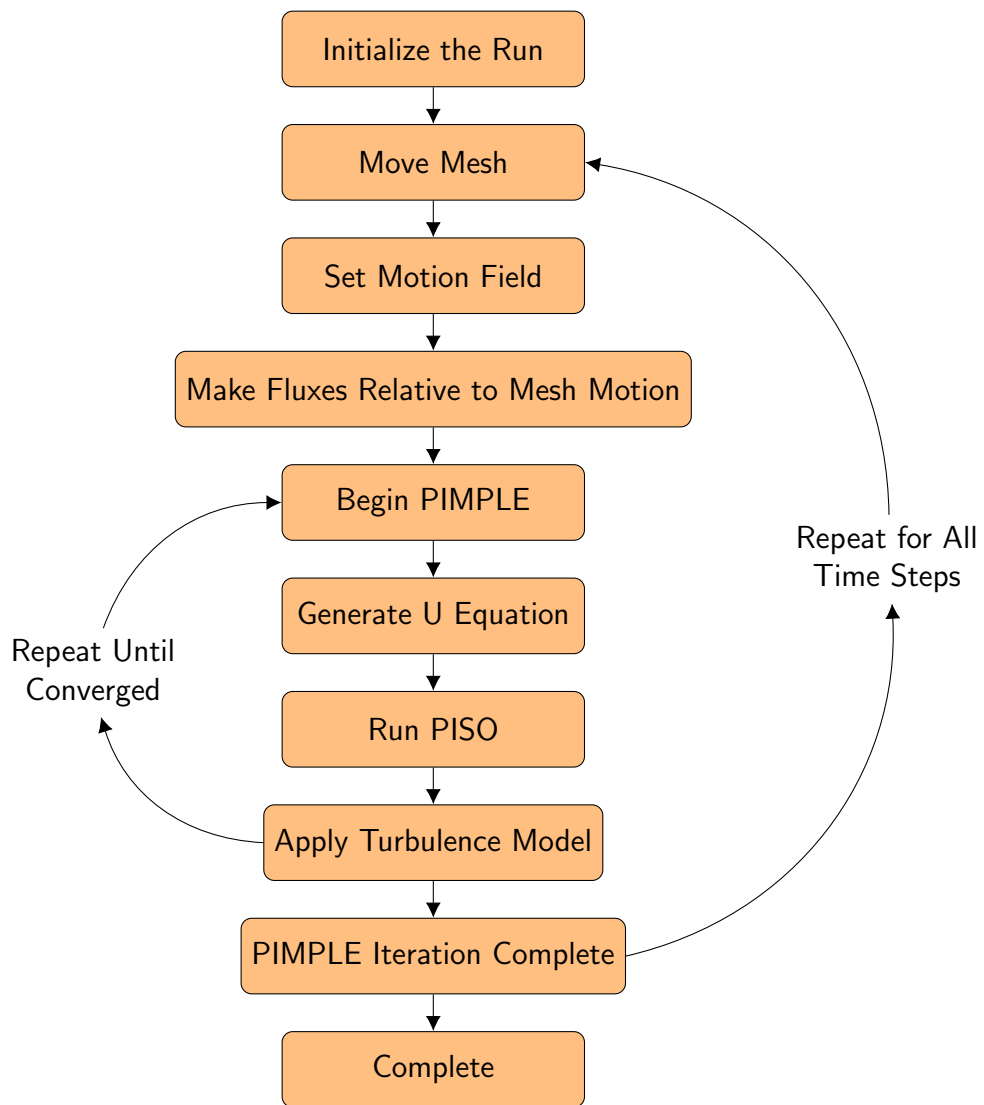 Initialize the Run
Move Mesh
Set Motion Field
Make Fluxes Relative to Mesh Motion
Begin PIMPLE
Repeat for All
Time Steps
Generate U Equation
Repeat Until
Converged
Run PISO
Apply Turbulence Model
PIMPLE Iteration Complete
Complete